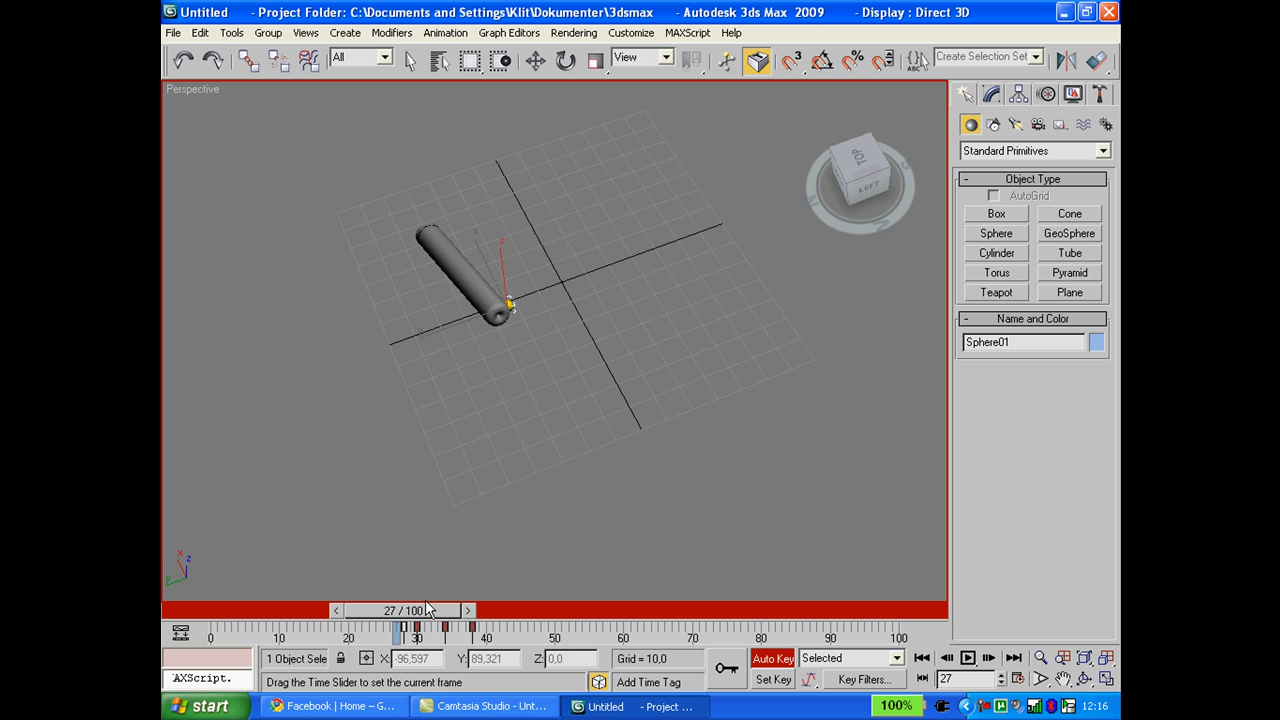 Untitled - Project Folder: C:\Documents and Settings\Klit\Dokumenter\3dsmax - Autodesk 3ds Max 2009 - Display : Direct 3D
File Edit Tools Group Views Create Modifiers Animation Graph Editors Rendering Customize MAXScript Help
All View 3 Create Selection Set
Perspective
TOP
LEFT
Standard Primitives
- Object Type
AutoGrid
Box Cone
Sphere GeoSphere
Cylinder Tube
Torus Pyramid
Teapot Plane
- Name and Color
Sphere01
z
x
z
y
< 27 / 100 >
0 10 20 30 40 50 60 70 80 90 100
1 Object Sele X: -96,597 Y: 89,321 Z: 0,0 Grid = 10,0 Auto Key Selected
AXScript. Drag the Time Slider to set the current frame Add Time Tag Set Key Key Filters... 27
start Facebook | Home – G... Camtasia Studio - Unt... Untitled - Project ... 100% 12:16